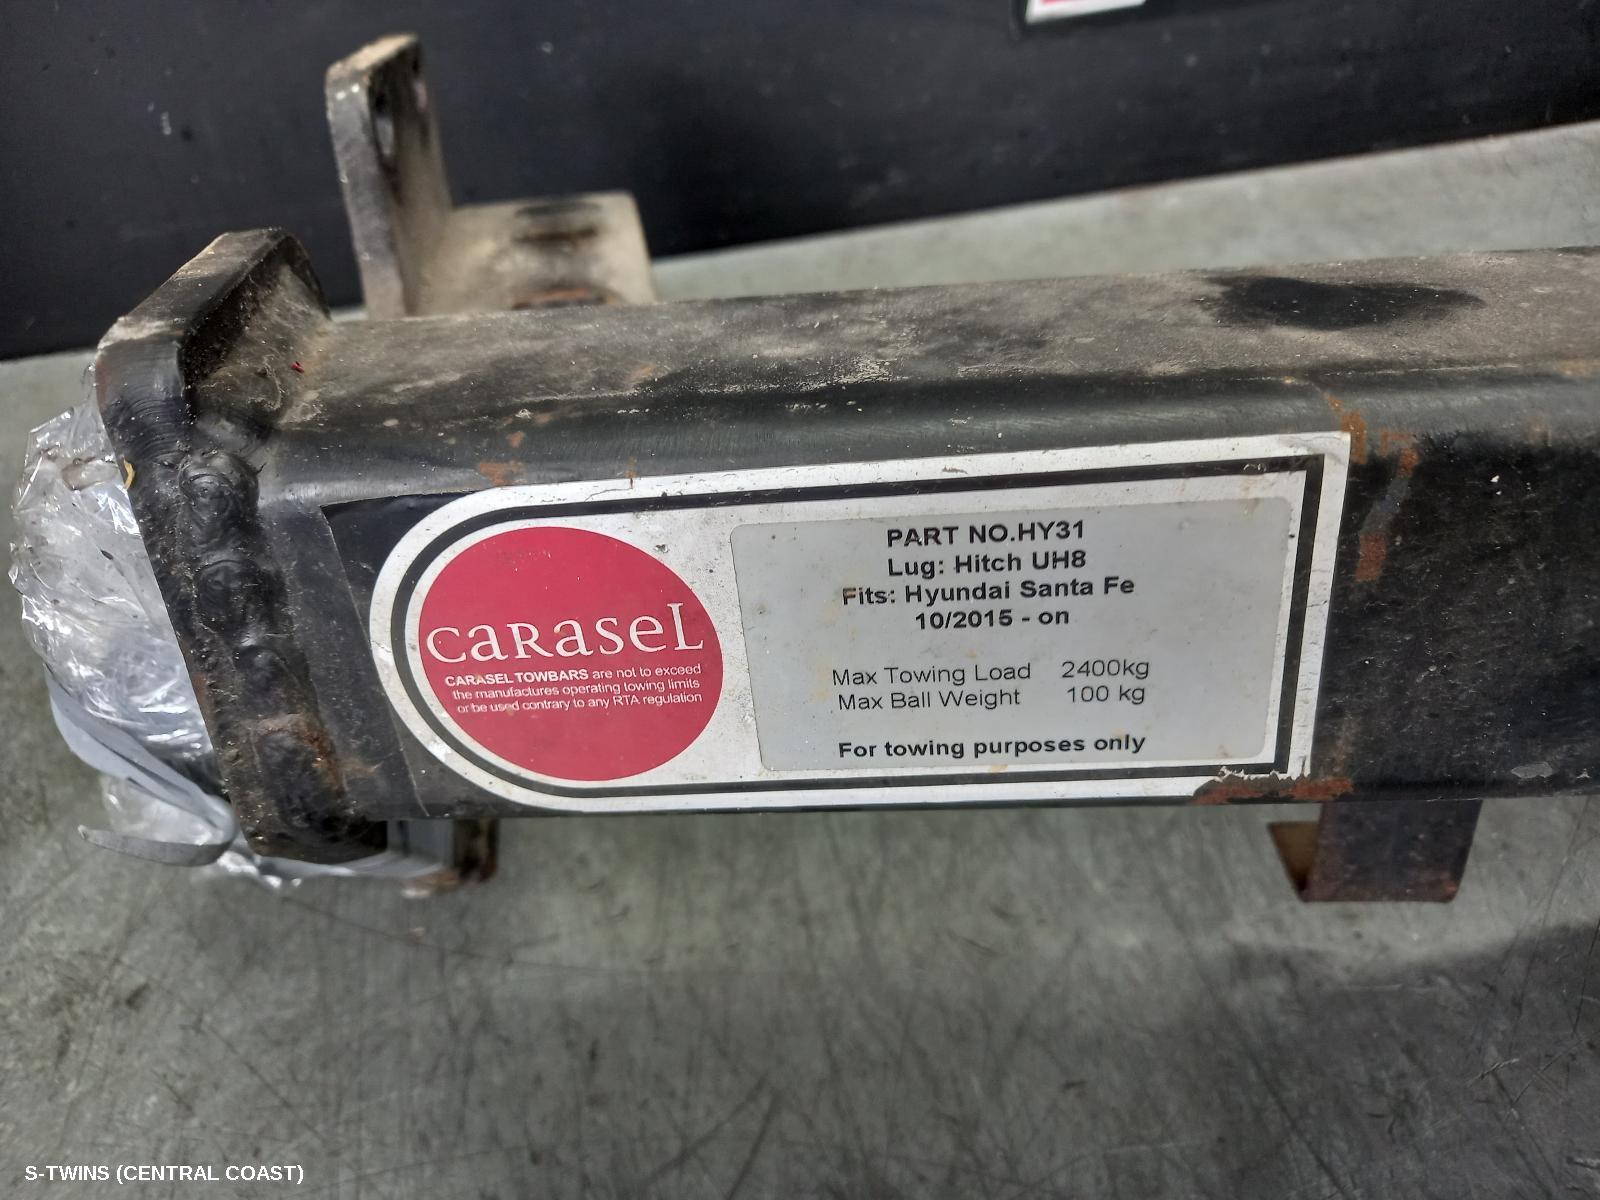 PART NO.HY31
Lug: Hitch UH8
Fits: Hyundai Santa Fe
10/2015 - on
Max Towing Load 2400kg
Max Ball Weight 100 kg
For towing purposes only
CARASEL
CARASEL TOWBARS are not to exceed
the manufactures operating towing limits
or be used contrary to any RTA regulation
S-TWINS (CENTRAL COAST)